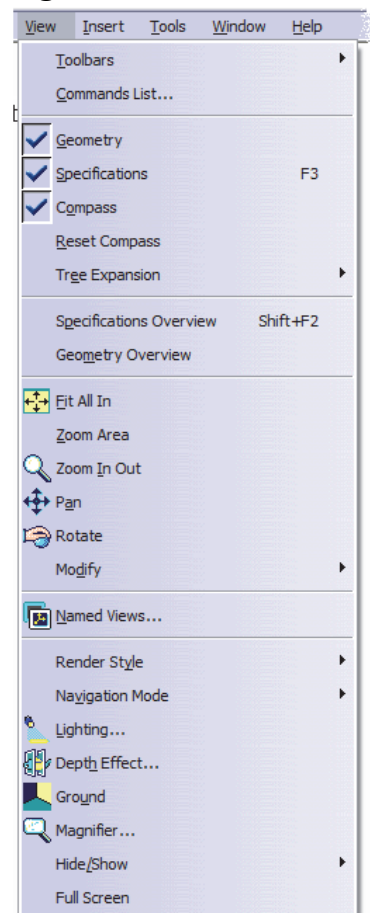 View Insert Tools Window Help
Toolbars
Commands List...
Geometry
Specifications F3
Compass
Reset Compass
Tree Expansion
Specifications Overview Shift+F2
Geometry Overview
Fit All In
Zoom Area
Zoom In Out
Pan
Rotate
Modify
Named Views...
Render Style
Navigation Mode
Lighting...
Depth Effect...
Ground
Magnifier...
Hide/Show
Full Screen